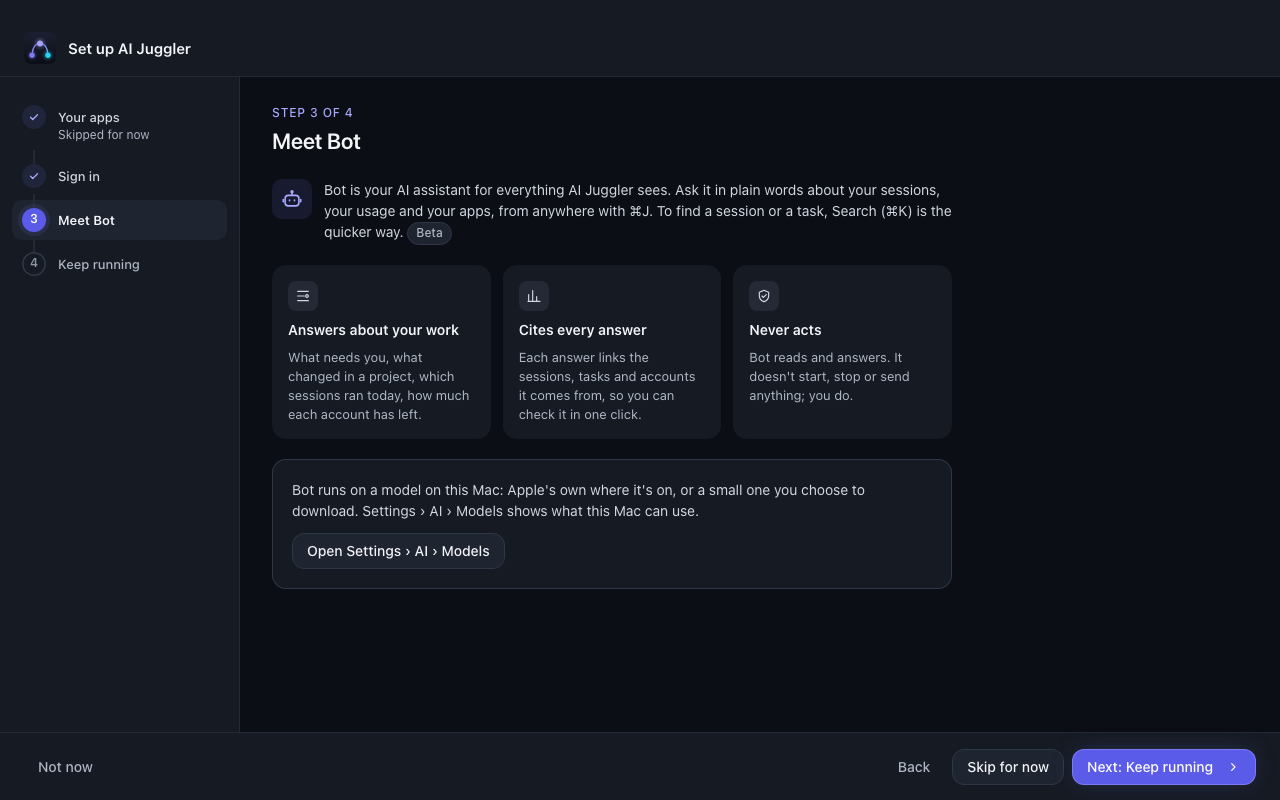 Set up AI Juggler
Your apps
Skipped for now
Sign in
3
Meet Bot
4
Keep running
STEP 3 OF 4
Meet Bot
Bot is your AI assistant for everything AI Juggler sees. Ask it in plain words about your sessions,
your usage and your apps, from anywhere with ⌘J. To find a session or a task, Search (⌘K) is the
quicker way. Beta
Answers about your work
What needs you, what
changed in a project, which
sessions ran today, how much
each account has left.
Cites every answer
Each answer links the
sessions, tasks and accounts
it comes from, so you can
check it in one click.
Never acts
Bot reads and answers. It
doesn't start, stop or send
anything; you do.
Bot runs on a model on this Mac: Apple's own where it's on, or a small one you choose to
download. Settings › AI › Models shows what this Mac can use.
Open Settings › AI › Models
Not now
Back
Skip for now
Next: Keep running